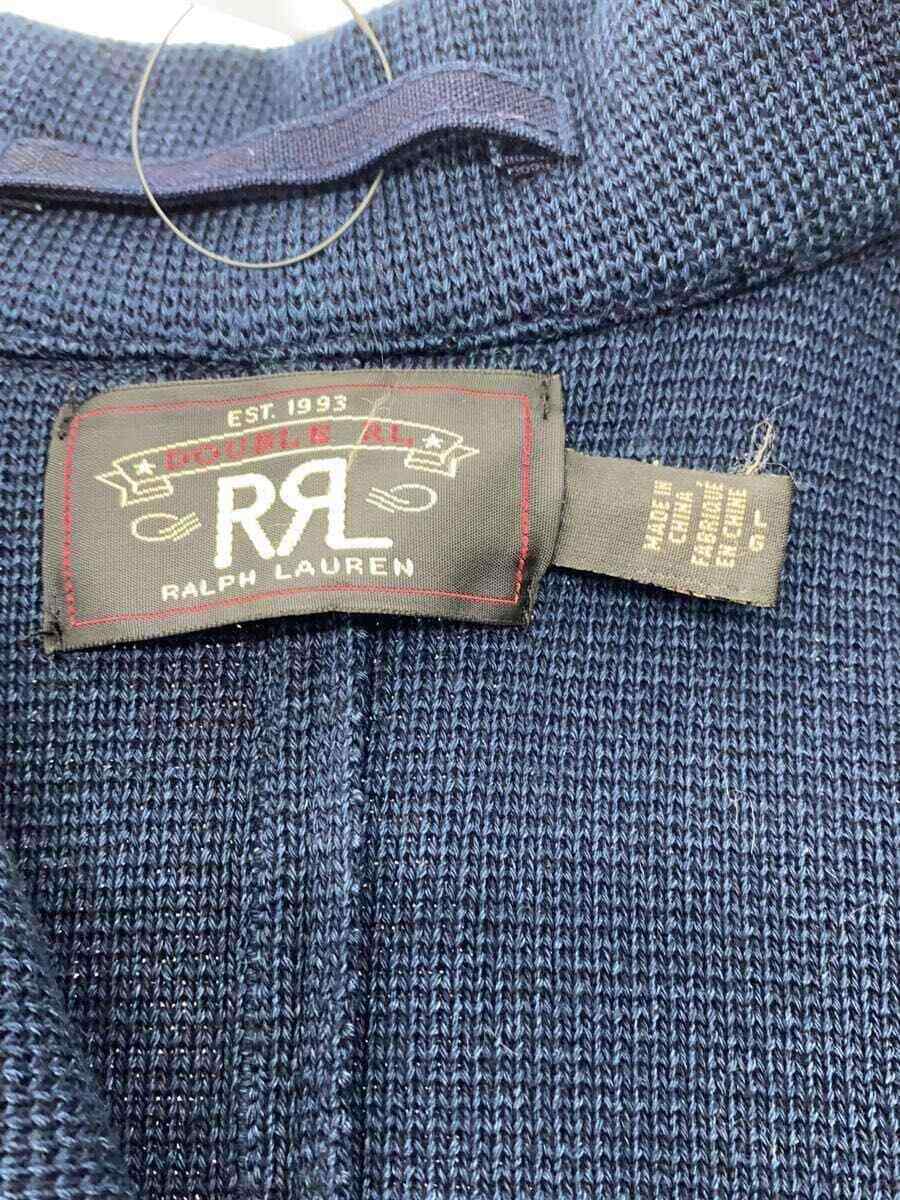 EST. 1993
DOUBLE RL
RRL
RALPH LAUREN
MADE IN
CHINA
FABRIQUÉ
EN CHINE